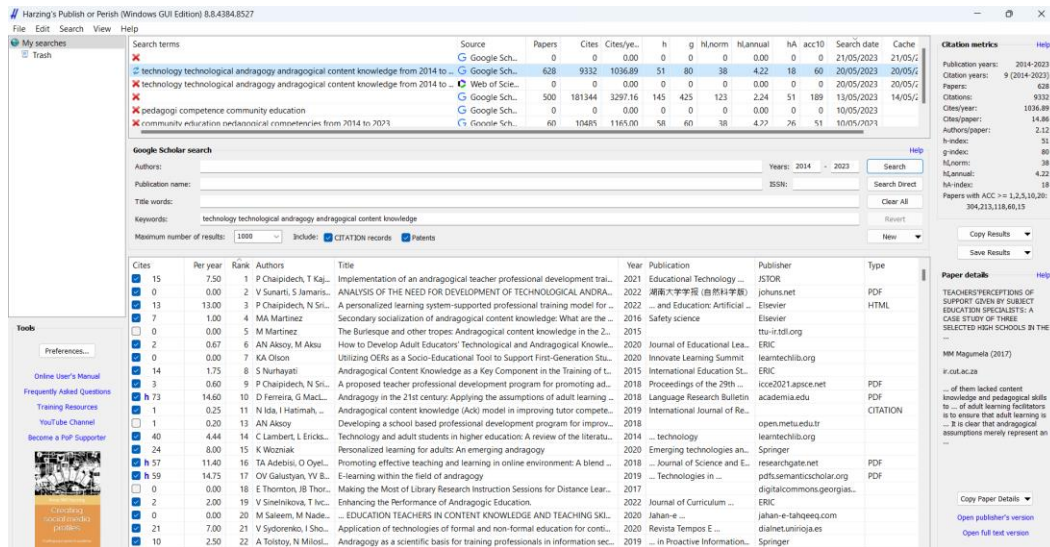 Harzing's Publish or Perish (Windows GUI Edition) 8.8.4384.8527
File Edit Search View Help
My searches
Trash
Search terms Source Papers Cites Cites/ye... h g hI,norm hI,annual hA acc10 Search date Cache
Google Sch... 0 0 0.00 0 0 0 0.00 0 0 21/05/2023 21/05/2
technology technological andragogy andragogical content knowledge from 2014 to ... Google Sch... 628 9332 1036.89 51 80 38 4.22 18 60 20/05/2023 20/05/2
technology technological andragogy andragogical content knowledge from 2014 to ... Web of Scie... 0 0 0.00 0 0 0 0.00 0 0 20/05/2023 20/05/2
Google Sch... 500 181344 3297.16 145 425 123 2.24 51 189 13/05/2023 14/05/2
pedagogi competence community education Google Sch... 0 0 0.00 0 0 0 0.00 0 0 10/05/2023
community education pedagogical competencies from 2014 to 2023 Google Sch... 60 10485 1165.00 58 60 38 4.22 26 51 10/05/2023
Google Scholar search Help
Authors: Years: 2014 - 2023 Search
Publication name: ISSN: Search Direct
Title words: Clear All
Keywords: technology technological andragogy andragogical content knowledge Revert
Maximum number of results: 1000 Include: CITATION records Patents New
Cites Per year Rank Authors Title Year Publication Publisher Type
15 7.50 1 P Chaipidech, T Kaj... Implementation of an andragogical teacher professional development trai... 2021 Educational Technology ... JSTOR
0 0.00 2 V Sunarti, S Jamaris... ANALYSIS OF THE NEED FOR DEVELOPMENT OF TECHNOLOGICAL ANDRA... 2022 湖南大学学报 (自然科学版) johuns.net PDF
13 13.00 3 P Chaipidech, N Sri... A personalized learning system-supported professional training model for ... 2022 ... and Education: Artificial ... Elsevier HTML
7 1.00 4 MA Martinez Secondary socialization of andragogical content knowledge: What are the ... 2016 Safety science Elsevier
0 0.00 5 M Martinez The Burlesque and other tropes: Andragogical content knowledge in the 2... 2015 ttu-ir.tdl.org
2 0.67 6 AN Aksoy, M Aksu How to Develop Adult Educators' Technological and Andragogical Knowle... 2020 Journal of Educational Lea... ERIC
0 0.00 7 KA Olson Utilizing OERs as a Socio-Educational Tool to Support First-Generation Stu... 2020 Innovate Learning Summit learntechlib.org
14 1.75 8 S Nurhayati Andragogical Content Knowledge as a Key Component in the Training of t... 2015 International Education St... ERIC
3 0.60 9 P Chaipidech, N Sri... A proposed teacher professional development program for promoting ad... 2018 Proceedings of the 29th ... icce2021.apsce.net PDF
h 73 14.60 10 D Ferreira, G MacL... Andragogy in the 21st century: Applying the assumptions of adult learning ... 2018 Language Research Bulletin academia.edu PDF
1 0.25 11 N Ida, I Hatimah, ... Andragogical content knowledge (Ack) model in improving tutor compete... 2019 International Journal of Re... CITATION
1 0.20 13 AN Aksoy Developing a school based professional development program for improv... 2018 open.metu.edu.tr
40 4.44 14 C Lambert, L Ericks... Technology and adult students in higher education: A review of the literatu... 2014 ... technology learntechlib.org
24 8.00 15 K Wozniak Personalized learning for adults: An emerging andragogy 2020 Emerging technologies an... Springer
h 57 11.40 16 TA Adebisi, O Oyel... Promoting effective teaching and learning in online environment: A blend ... 2018 ... Journal of Science and E... researchgate.net PDF
h 59 14.75 17 OV Galustyan, YV B... E-learning within the field of andragogy 2019 ... Technologies in ... pdfs.semanticscholar.org PDF
0 0.00 18 E Thornton, JB Thor... Making the Most of Library Research Instruction Sessions for Distance Lear... 2017 digitalcommons.georgias...
2 2.00 19 V Sinelnikova, T Ivc... Enhancing the Performance of Andragogic Education. 2022 Journal of Curriculum ... ERIC
0 0.00 20 M Saleem, M Nade... ... EDUCATION TEACHERS IN CONTENT KNOWLEDGE AND TEACHING SKI... 2020 Jahan-e ... jahan-e-tahqeeq.com
21 7.00 21 V Sydorenko, I Sho... Application of technologies of formal and non-formal education for conti... 2020 Revista Tempos E ... dialnet.unirioja.es
10 2.50 22 A Tolstoy, N Milosl... Andragogy as a scientific basis for training professionals in information sec... 2019 ... in Proactive Information... Springer
Tools
Preferences...
Online User's Manual
Frequently Asked Questions
Training Resources
YouTube Channel
Become a PoP Supporter
Creating
social media
profiles
Citation metrics Help
Publication years: 2014-2023
Citation years: 9 (2014-2023)
Papers: 628
Citations: 9332
Cites/year: 1036.89
Cites/paper: 14.86
Authors/paper: 2.12
h-index: 51
g-index: 80
hI,norm: 38
hI,annual: 4.22
hA-index: 18
Papers with ACC >= 1,2,5,10,20:
304,213,118,60,15
Copy Results
Save Results
Paper details Help
TEACHERS'PERCEPTIONS OF
SUPPORT GIVEN BY SUBJECT
EDUCATION SPECIALISTS: A
CASE STUDY OF THREE
SELECTED HIGH SCHOOLS IN THE
...
MM Magumela (2017)
ir.cut.ac.za
... of them lacked content
knowledge and pedagogical skills
to ... of adult learning facilitators
is to ensure that adult learning is
... It is clear that andragogical
assumptions merely represent an
...
Copy Paper Details
Open publisher's version
Open full text version